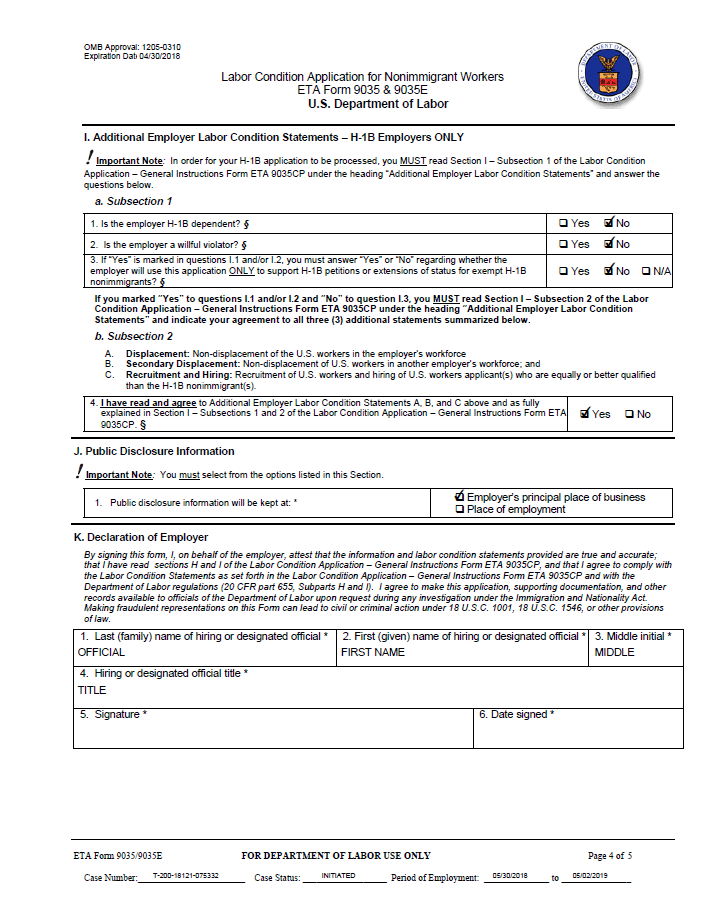 OMB Approval: 1205-0310
Expiration Date 04/30/2018
Labor Condition Application for Nonimmigrant Workers
ETA Form 9035 & 9035E
U.S. Department of Labor
I. Additional Employer Labor Condition Statements – H-1B Employers ONLY
! Important Note: In order for your H-1B application to be processed, you MUST read Section I – Subsection 1 of the Labor Condition
Application – General Instructions Form ETA 9035CP under the heading “Additional Employer Labor Condition Statements” and answer the
questions below.
a. Subsection 1
1. Is the employer H-1B dependent? § ❑ Yes ☑ No
2. Is the employer a willful violator? § ❑ Yes ☑ No
3. If “Yes” is marked in questions I.1 and/or I.2, you must answer “Yes” or “No” regarding whether the
employer will use this application ONLY to support H-1B petitions or extensions of status for exempt H-1B
nonimmigrants? § ❑ Yes ☑ No ❑ N/A
If you marked “Yes” to questions I.1 and/or I.2 and “No” to question I.3, you MUST read Section I – Subsection 2 of the Labor
Condition Application – General Instructions Form ETA 9035CP under the heading “Additional Employer Labor Condition
Statements” and indicate your agreement to all three (3) additional statements summarized below.
b. Subsection 2
A. Displacement: Non-displacement of the U.S. workers in the employer’s workforce
B. Secondary Displacement: Non-displacement of U.S. workers in another employer’s workforce; and
C. Recruitment and Hiring: Recruitment of U.S. workers and hiring of U.S. workers applicant(s) who are equally or better qualified
than the H-1B nonimmigrant(s).
4. I have read and agree to Additional Employer Labor Condition Statements A, B, and C above and as fully
explained in Section I – Subsections 1 and 2 of the Labor Condition Application – General Instructions Form ETA
9035CP. § ☑ Yes ❑ No
J. Public Disclosure Information
! Important Note: You must select from the options listed in this Section.
1. Public disclosure information will be kept at: * ☑ Employer’s principal place of business
❑ Place of employment
K. Declaration of Employer
By signing this form, I, on behalf of the employer, attest that the information and labor condition statements provided are true and accurate;
that I have read sections H and I of the Labor Condition Application – General Instructions Form ETA 9035CP, and that I agree to comply with
the Labor Condition Statements as set forth in the Labor Condition Application – General Instructions Form ETA 9035CP and with the
Department of Labor regulations (20 CFR part 655, Subparts H and I). I agree to make this application, supporting documentation, and other
records available to officials of the Department of Labor upon request during any investigation under the Immigration and Nationality Act.
Making fraudulent representations on this Form can lead to civil or criminal action under 18 U.S.C. 1001, 18 U.S.C. 1546, or other provisions
of law.
1. Last (family) name of hiring or designated official * 2. First (given) name of hiring or designated official * 3. Middle initial *
OFFICIAL FIRST NAME MIDDLE
4. Hiring or designated official title *
TITLE
5. Signature * 6. Date signed *
ETA Form 9035/9035E FOR DEPARTMENT OF LABOR USE ONLY Page 4 of 5
Case Number: T-200-18121-075332 Case Status: INITIATED Period of Employment: 05/30/2018 to 05/02/2019